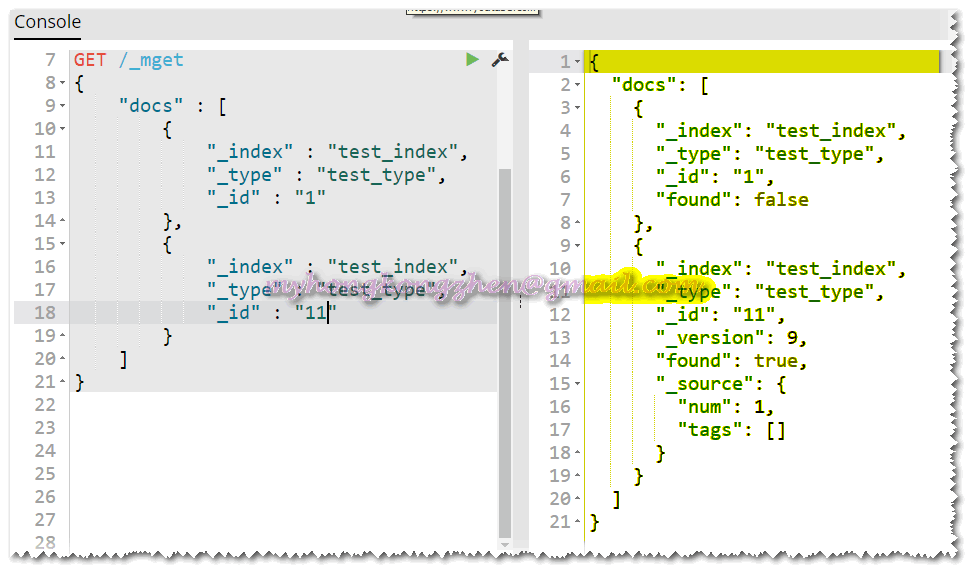 Console
7 GET /_mget
8 {
9 "docs" : [
10 {
11 "_index" : "test_index",
12 "_type" : "test_type",
13 "_id" : "1"
14 },
15 {
16 "_index" : "test_index",
17 "_type" : "test_type",
18 "_id" : "11"
19 }
20 ]
21 }
22
23
24
25
26
27
28
1 {
2 "docs": [
3 {
4 "_index": "test_index",
5 "_type": "test_type",
6 "_id": "1",
7 "found": false
8 },
9 {
10 "_index": "test_index",
11 "_type": "test_type",
12 "_id": "11",
13 "_version": 9,
14 "found": true,
15 "_source": {
16 "num": 1,
17 "tags": []
18 }
19 }
20 ]
21 }